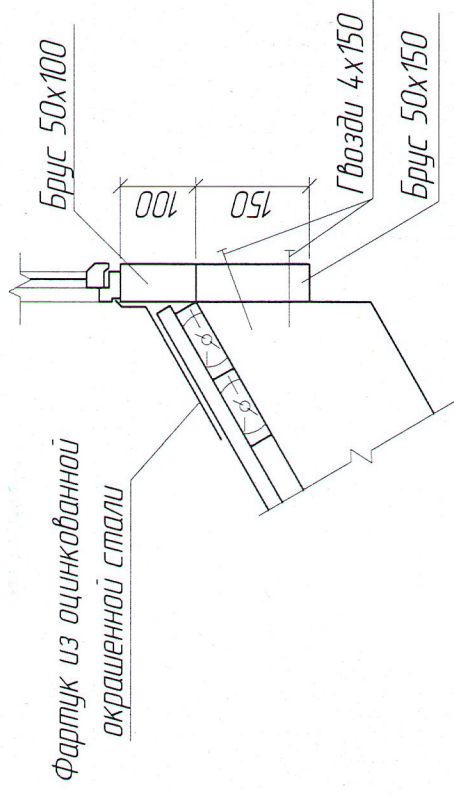 Фартук из оцинкованной
окрашенной стали
Брус 50х100
100
150
Гвозди 4х150
Брус 50х150